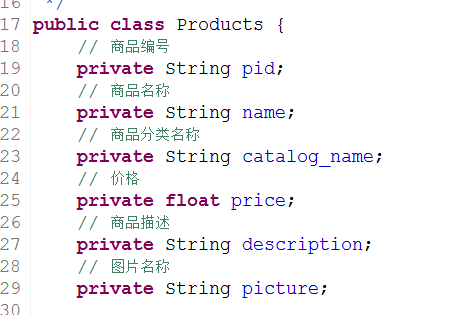 16 */
17 public class Products {
18 // 商品编号
19 private String pid;
20 // 商品名称
21 private String name;
22 // 商品分类名称
23 private String catalog_name;
24 // 价格
25 private float price;
26 // 商品描述
27 private String description;
28 // 图片名称
29 private String picture;
30